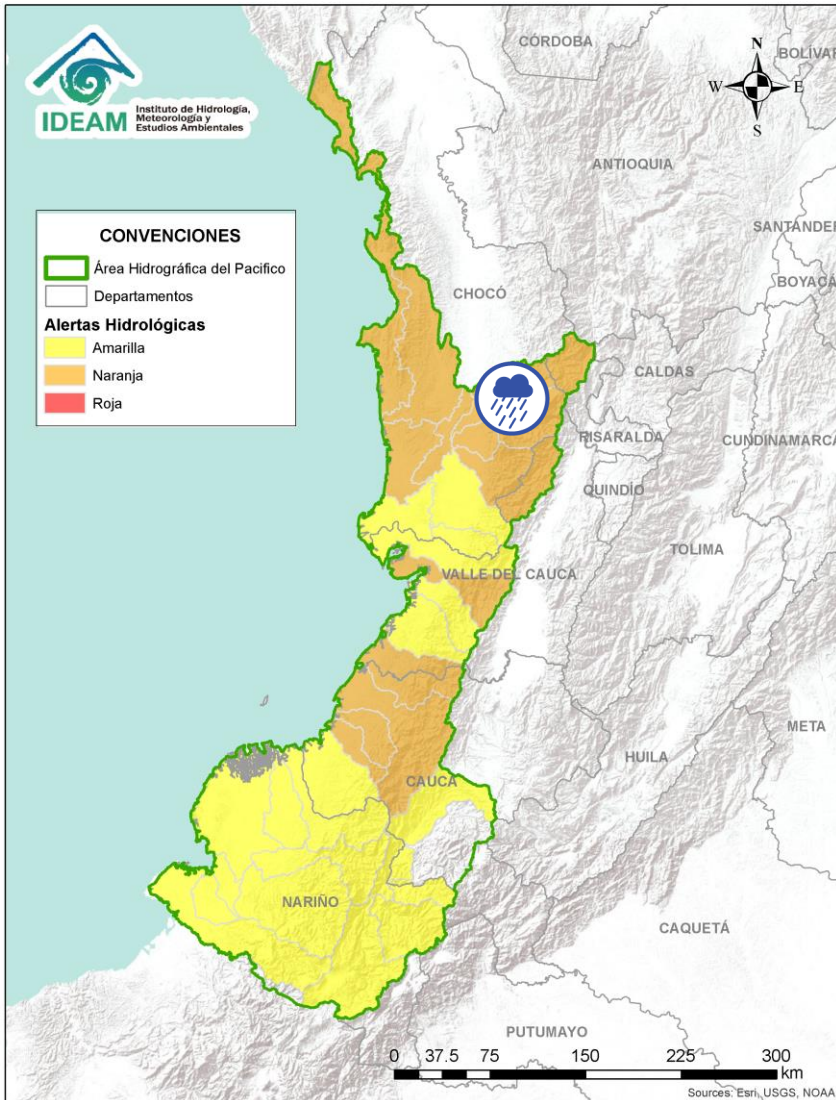 IDEAM
Instituto de Hidrología,
Meteorología y
Estudios Ambientales
N
W
E
S
CONVENCIONES
Área Hidrográfica del Pacifico
Departamentos
Alertas Hidrológicas
Amarilla
Naranja
Roja
CÓRDOBA
BOLÍVAR
ANTIOQUIA
SANTANDER
BOYACÁ
CHOCÓ
CALDAS
RISARALDA
CUNDINAMARCA
QUINDÍO
TOLIMA
VALLE DEL CAUCA
META
HUILA
CAUCA
NARIÑO
CAQUETÁ
PUTUMAYO
0 37.5 75 150 225 300
km
Sources: Esri, USGS, NOAA